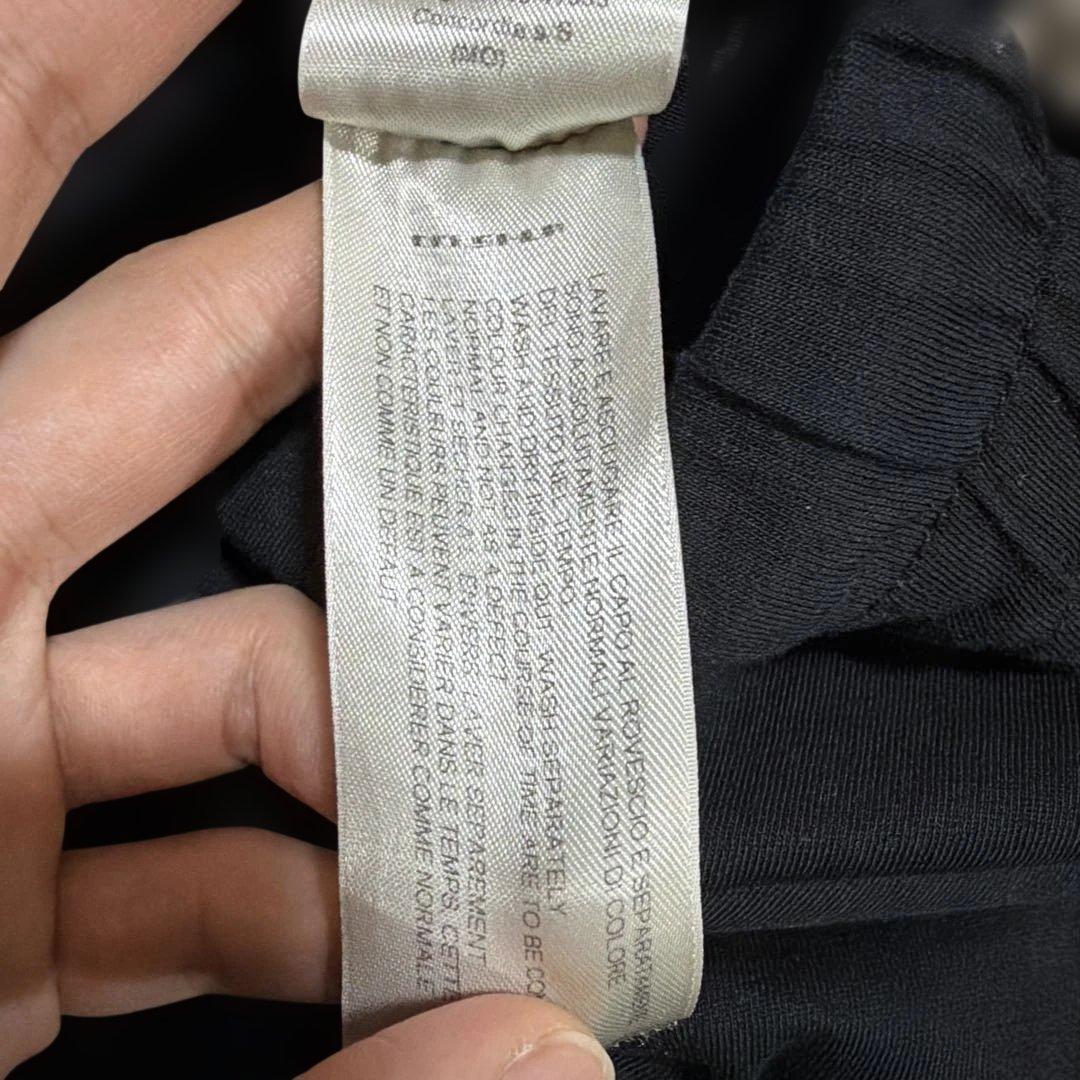 Concordia s/S
(MO)
LAVARE E ASCIUGARE IL CAPO AL ROVESCIO E SEPARATAMENTE
SONO ASSOLUTAMENTE NORMALI VARIAZIONI DI COLORE
DEL TESSUTO NEL TEMPO
WASH AND DRY INSIDE OUT. WASH SEPARATELY
COLOUR CHANGE IN THE COURSE OF TIME ARE TO BE
NORMAL AND NOT AS A DEFECT
LAVER ET SECHER A L'ENVERS. LAVER SEPAREMENT
LES COULEURS PEUVENT VARIER DANS LE TEMPS, CETTE
CARACTERISTIQUE EST A CONSIDERER COMME NORMALE
ET NON COMME UN DEFAUT